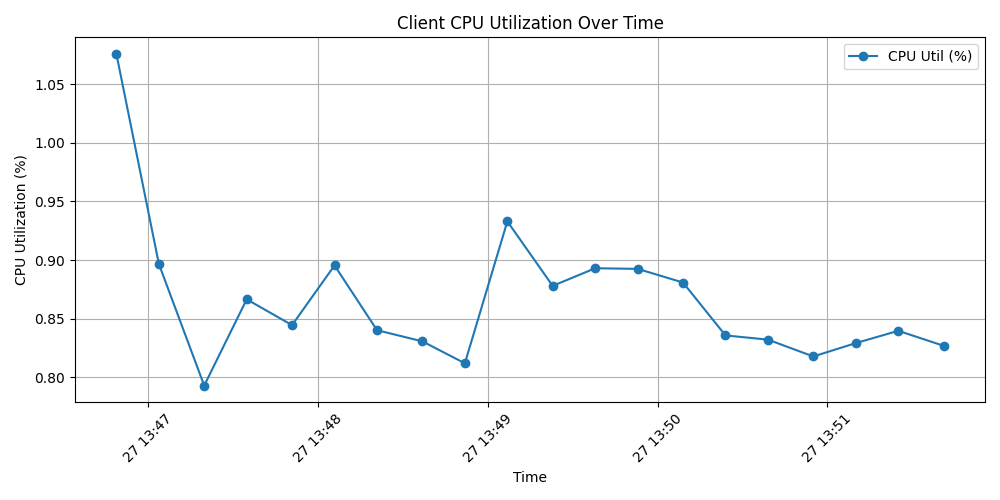 Client CPU Utilization Over Time
CPU Util (%)
CPU Utilization (%)
1.05
1.00
0.95
0.90
0.85
0.80
27 13:47
27 13:48
27 13:49
27 13:50
27 13:51
Time